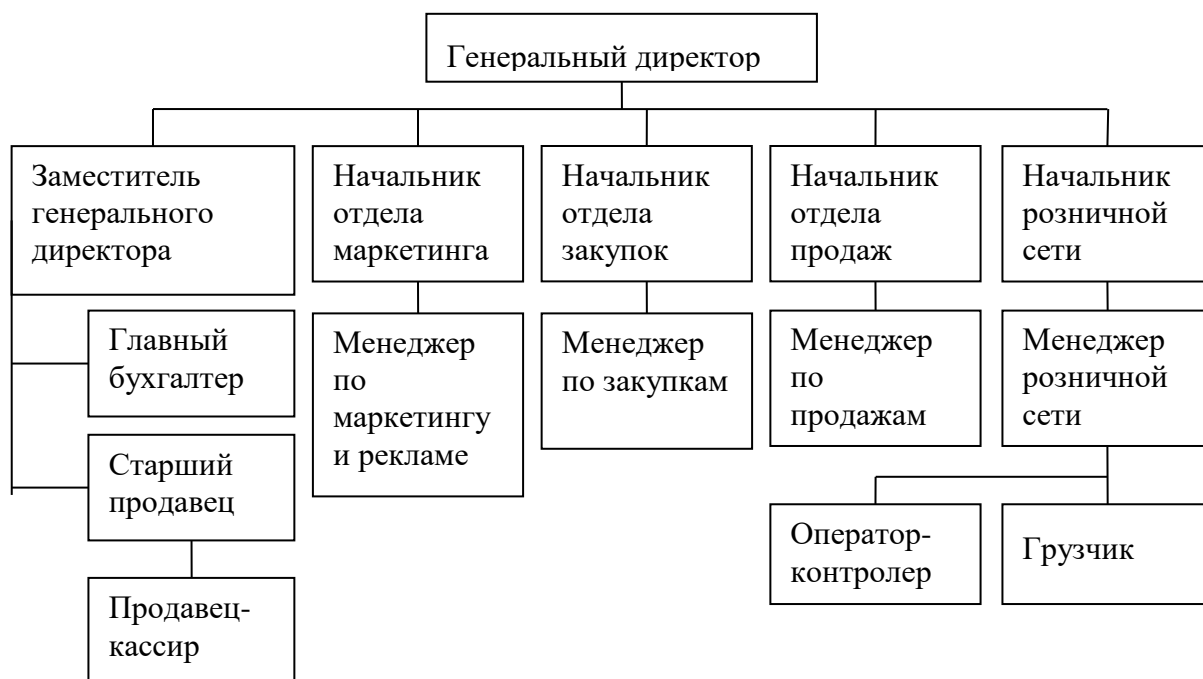 Генеральный директор
Заместитель
генерального
директора
Начальник
отдела
маркетинга
Начальник
отдела
закупок
Начальник
отдела
продаж
Начальник
розничной
сети
Главный
бухгалтер
Менеджер
по
маркетингу
и рекламе
Менеджер
по закупкам
Менеджер
по
продажам
Менеджер
розничной
сети
Старший
продавец
Оператор-
контролер
Грузчик
Продавец-
кассир